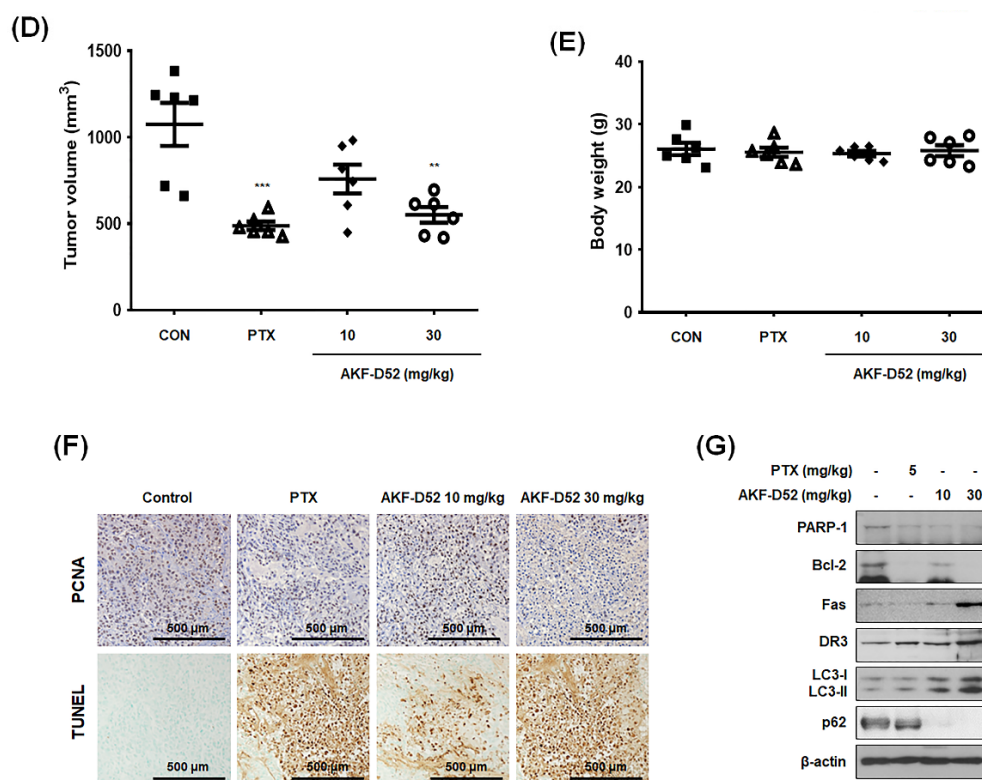 (D)
Tumor volume (mm3)
1500
1000
500
0
***
**
CON PTX 10 30
AKF-D52 (mg/kg)
(E)
Body weight (g)
40
30
20
10
0
CON PTX 10 30
AKF-D52 (mg/kg)
(F)
Control PTX AKF-D52 10 mg/kg AKF-D52 30 mg/kg
PCNA
500 µm 500 µm 500 µm 500 µm
TUNEL
500 µm 500 µm 500 µm 500 µm
(G)
PTX (mg/kg) - 5 - -
AKF-D52 (mg/kg) - - 10 30
PARP-1
Bcl-2
Fas
DR3
LC3-I
LC3-II
p62
β-actin